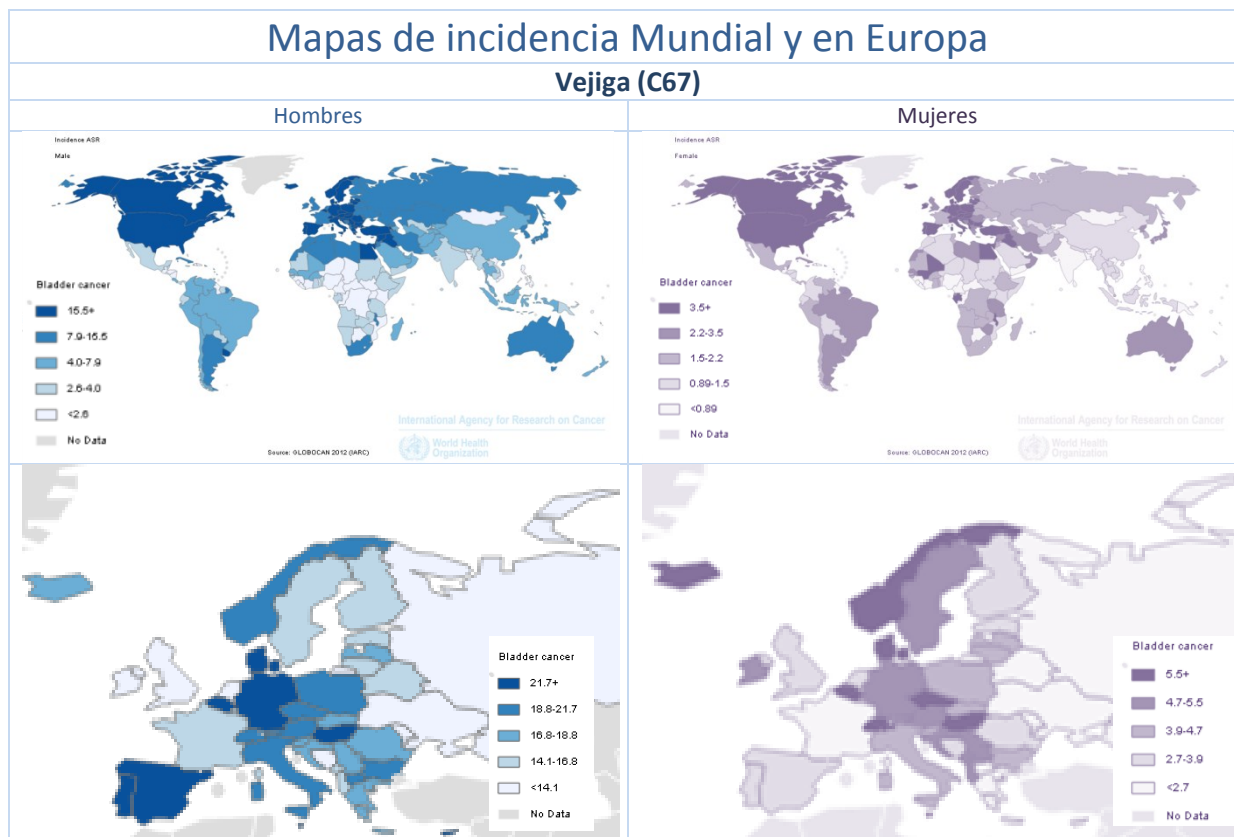 Mapas de incidencia Mundial y en Europa
Vejiga (C67)
Hombres
Mujeres
Incidence ASR
Male
Bladder cancer
15.5+
7.9-15.5
4.0-7.9
2.6-4.0
<2.6
No Data
International Agency for Research on Cancer
World Health
Organization
Source: GLOBOCAN 2012 (IARC)
Incidence ASR
Female
Bladder cancer
3.5+
2.2-3.5
1.5-2.2
0.89-1.5
<0.89
No Data
International Agency for Research on Cancer
World Health
Organization
Source: GLOBOCAN 2012 (IARC)
Bladder cancer
21.7+
18.8-21.7
16.8-18.8
14.1-16.8
<14.1
No Data
Bladder cancer
5.5+
4.7-5.5
3.9-4.7
2.7-3.9
<2.7
No Data